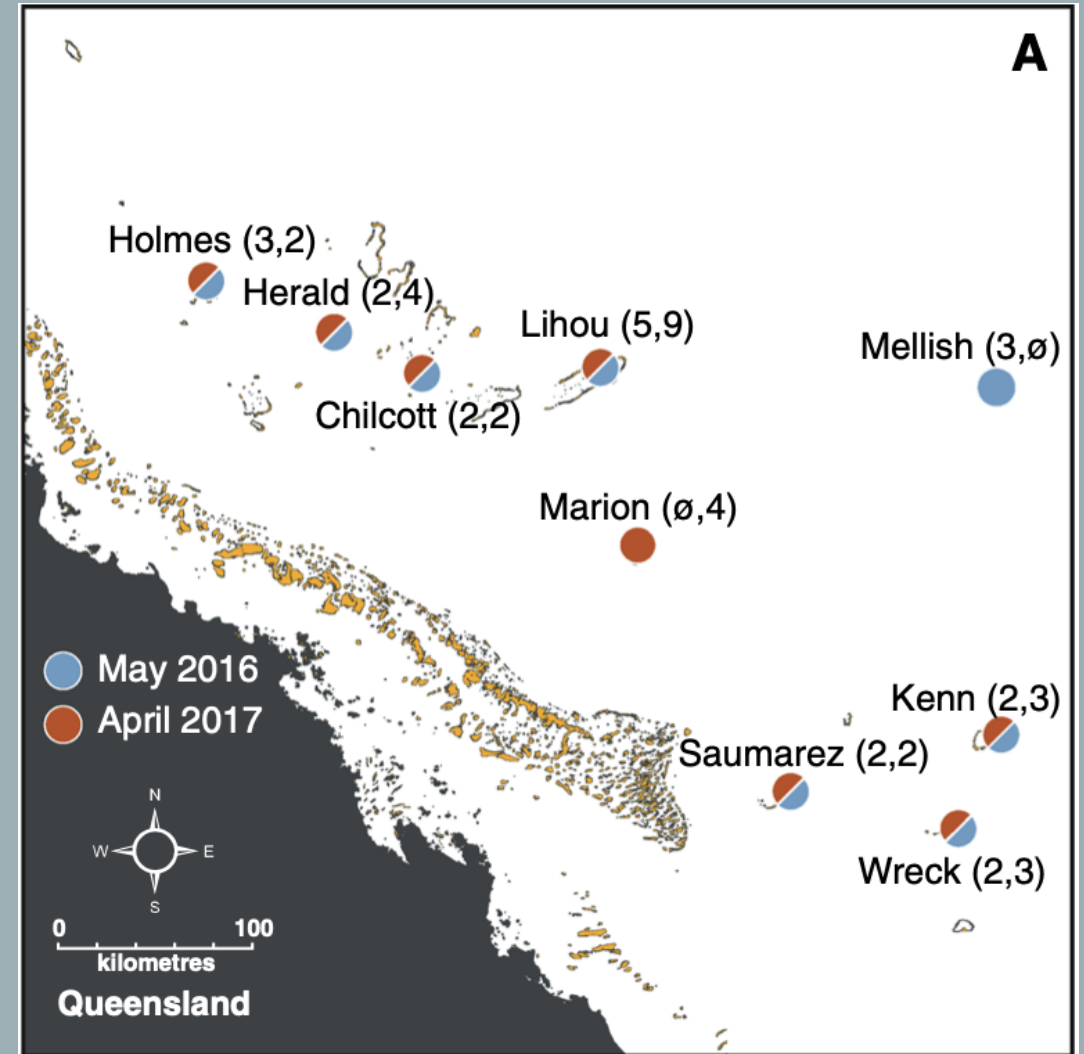 A
Holmes (3,2)
Herald (2,4)
Lihou (5,9)
Mellish (3,ø)
Chilcott (2,2)
Marion (ø,4)
May 2016
April 2017
Kenn (2,3)
Saumarez (2,2)
Wreck (2,3)
N
W E
S
0 100
kilometres
Queensland